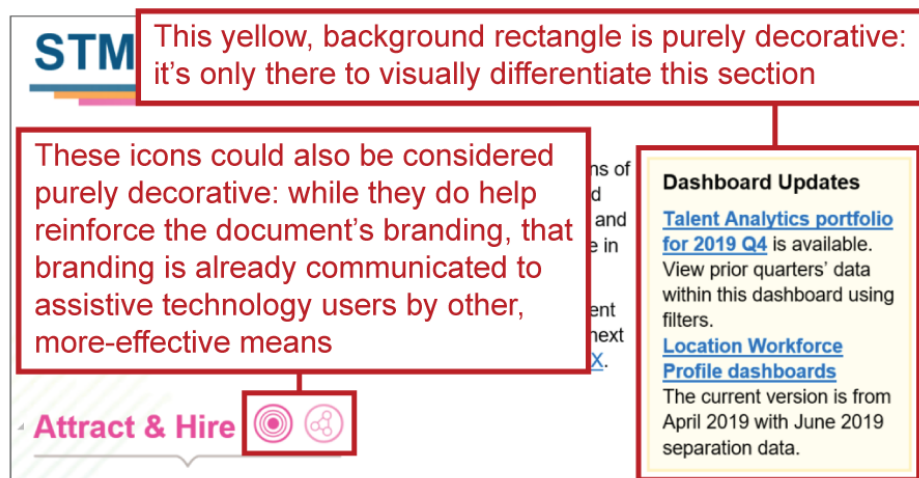 STM
This yellow, background rectangle is purely decorative:
it's only there to visually differentiate this section
These icons could also be considered
purely decorative: while they do help
reinforce the document's branding, that
branding is already communicated to
assistive technology users by other,
more-effective means
of
and
in
X.
Dashboard Updates
Talent Analytics portfolio
for 2019 Q4 is available.
View prior quarters' data
within this dashboard using
filters.
Location Workforce
Profile dashboards
The current version is from
April 2019 with June 2019
separation data.
Attract & Hire